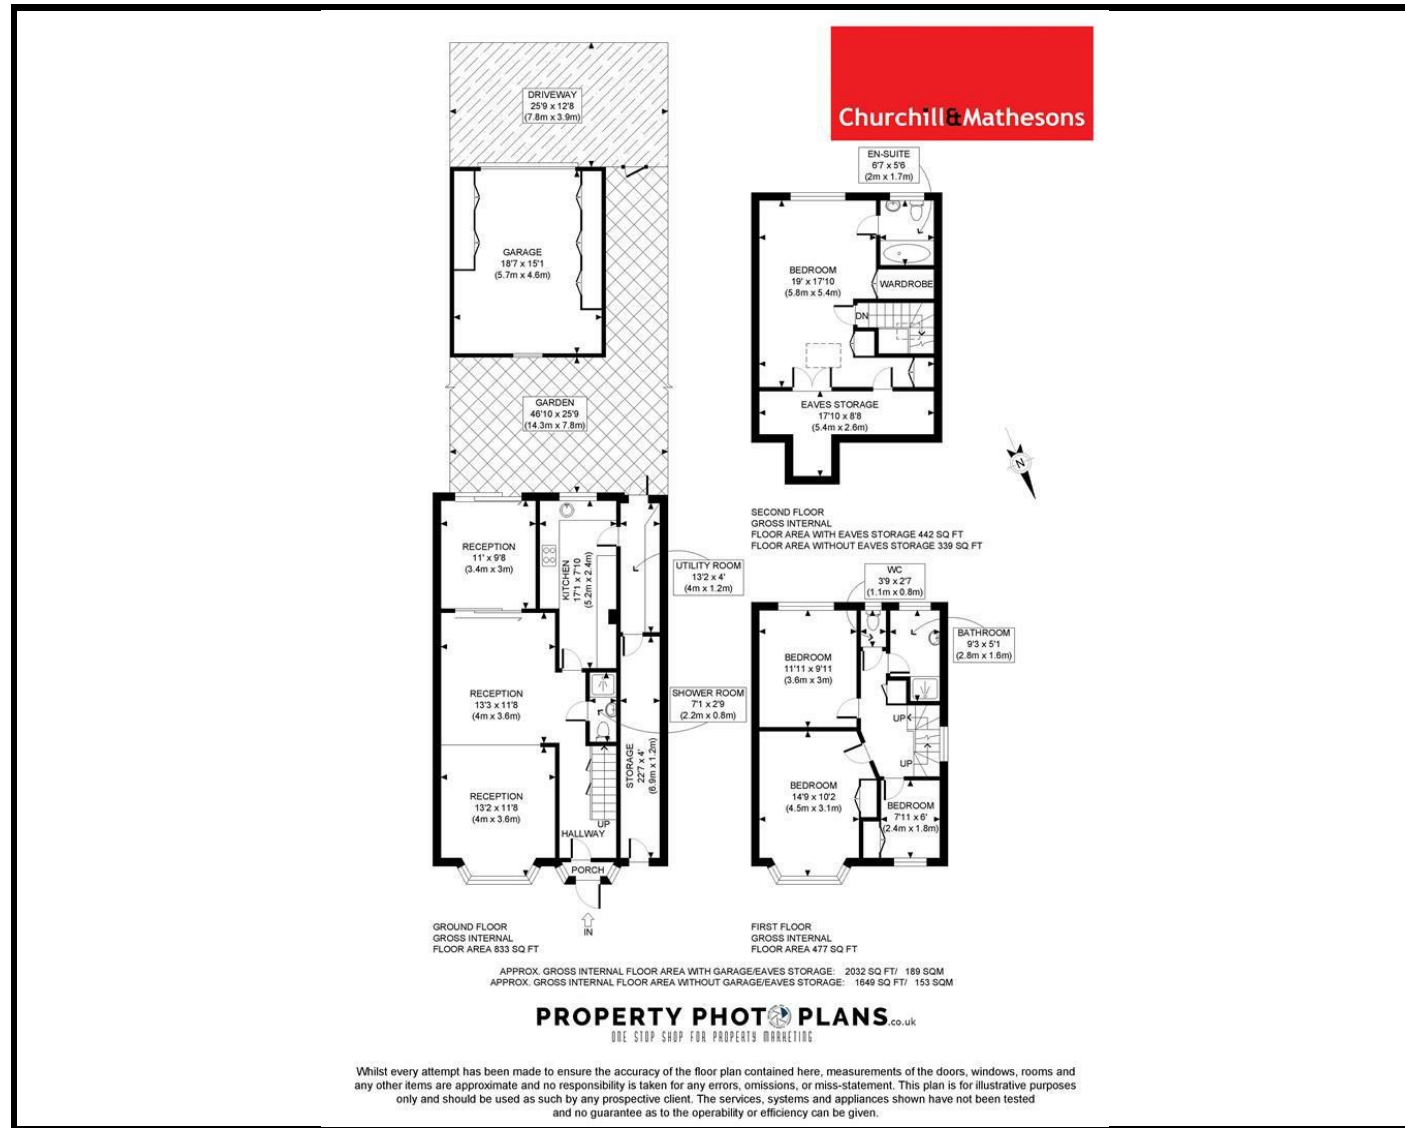 Churchill&Mathesons
DRIVEWAY
25'9 x 12'8
(7.8m x 3.9m)
GARAGE
18'7 x 15'1
(5.7m x 4.6m)
GARDEN
46'10 x 25'9
(14.3m x 7.8m)
RECEPTION
11' x 9'8
(3.4m x 3m)
KITCHEN
17'1 x 7'10
(5.2m x 2.4m)
UTILITY ROOM
13'2 x 4'
(4m x 1.2m)
RECEPTION
13'3 x 11'8
(4m x 3.6m)
SHOWER ROOM
7'1 x 2'9
(2.2m x 0.8m)
STORAGE
22'7 x 4'
(6.9m x 1.2m)
RECEPTION
13'2 x 11'8
(4m x 3.6m)
UP
HALLWAY
PORCH
IN
GROUND FLOOR
GROSS INTERNAL
FLOOR AREA 833 SQ FT
EN-SUITE
6'7 x 5'6
(2m x 1.7m)
BEDROOM
19' x 17'10
(5.8m x 5.4m)
WARDROBE
DN
EAVES STORAGE
17'10 x 8'8
(5.4m x 2.6m)
N
SECOND FLOOR
GROSS INTERNAL
FLOOR AREA WITH EAVES STORAGE 442 SQ FT
FLOOR AREA WITHOUT EAVES STORAGE 339 SQ FT
WC
3'9 x 2'7
(1.1m x 0.8m)
BATHROOM
9'3 x 5'1
(2.8m x 1.6m)
BEDROOM
11'11 x 9'11
(3.6m x 3m)
UP
UP
BEDROOM
14'9 x 10'2
(4.5m x 3.1m)
BEDROOM
7'11 x 6'
(2.4m x 1.8m)
FIRST FLOOR
GROSS INTERNAL
FLOOR AREA 477 SQ FT
APPROX. GROSS INTERNAL FLOOR AREA WITH GARAGE/EAVES STORAGE: 2032 SQ FT/ 189 SQM
APPROX. GROSS INTERNAL FLOOR AREA WITHOUT GARAGE/EAVES STORAGE: 1649 SQ FT/ 153 SQM
PROPERTY PHOTO PLANS.co.uk
ONE STOP SHOP FOR PROPERTY MARKETING
Whilst every attempt has been made to ensure the accuracy of the floor plan contained here, measurements of the doors, windows, rooms and
any other items are approximate and no responsibility is taken for any errors, omissions, or miss-statement. This plan is for illustrative purposes
only and should be used as such by any prospective client. The services, systems and appliances shown have not been tested
and no guarantee as to the operability or efficiency can be given.